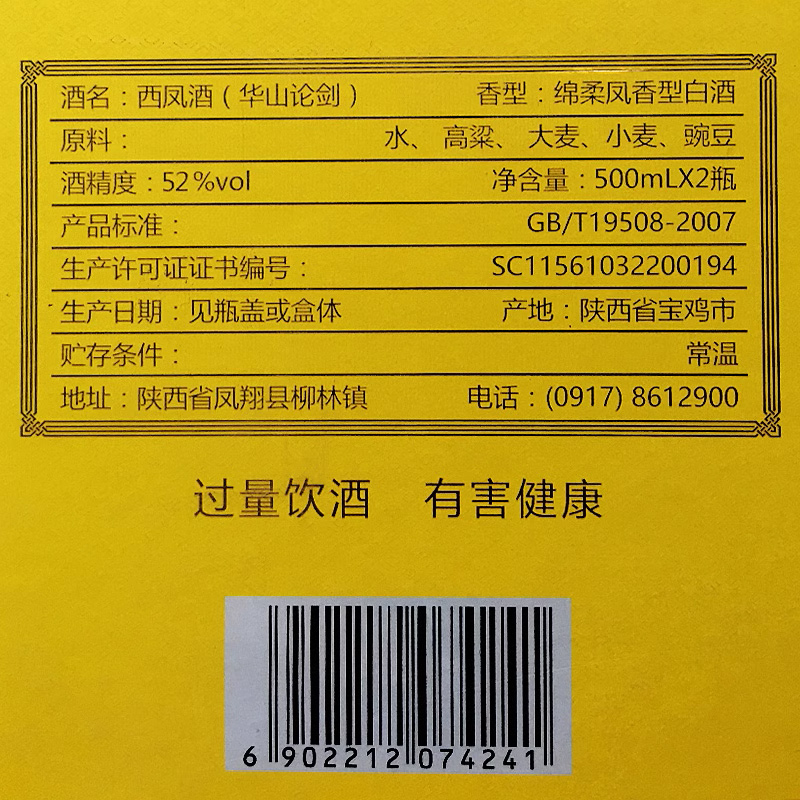 酒名：西凤酒（华山论剑） 香型：绵柔凤香型白酒
原料： 水、 高粱、 大麦、小麦、豌豆
酒精度：52%vol 净含量：500mLX2瓶
产品标准： GB/T19508-2007
生产许可证证书编号： SC11561032200194
生产日期：见瓶盖或盒体 产地：陕西省宝鸡市
贮存条件： 常温
地址：陕西省凤翔县柳林镇 电话：(0917) 8612900
过量饮酒 有害健康
6 902212 074241